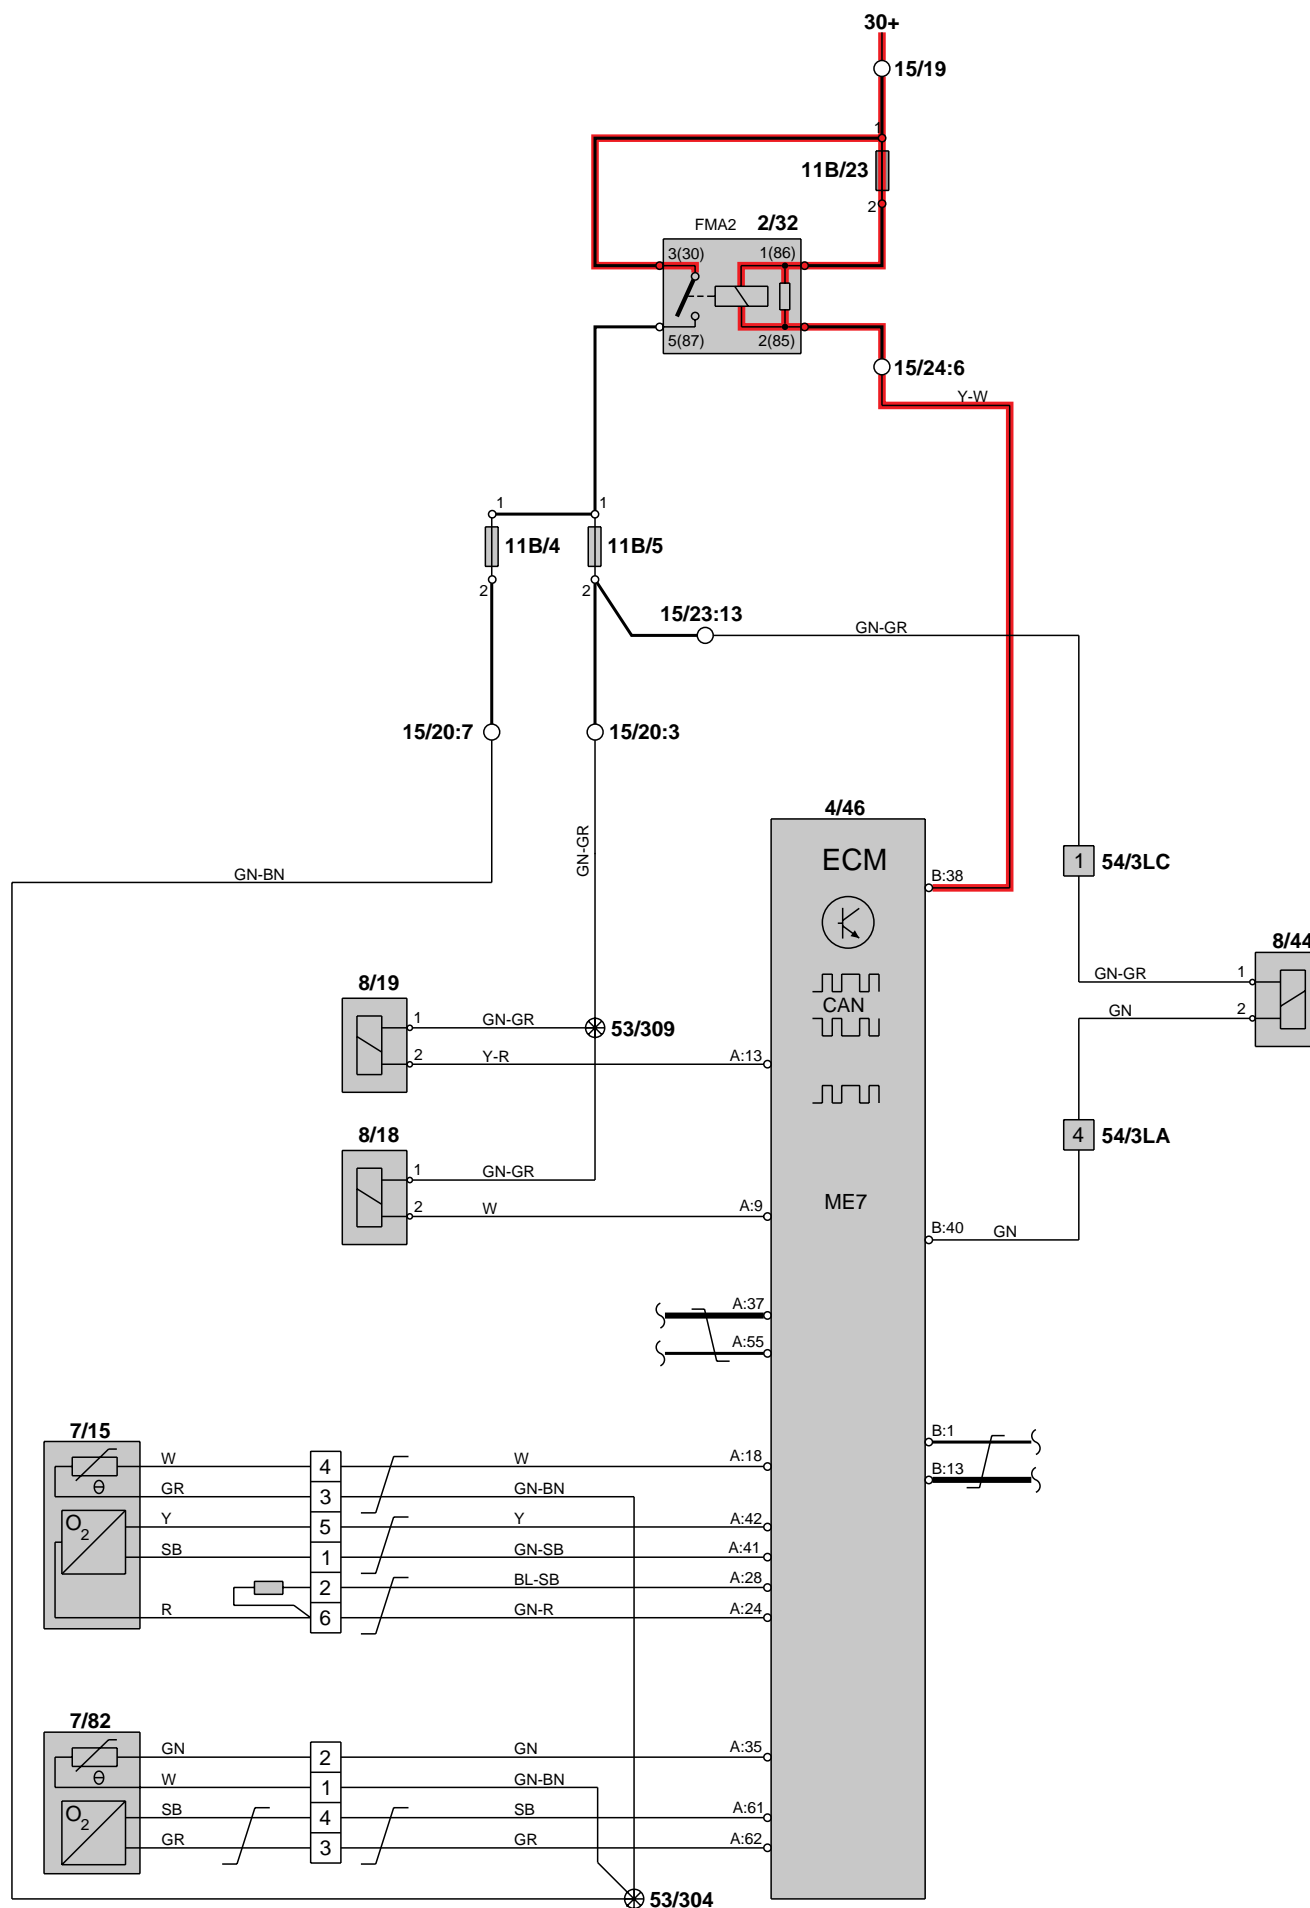 30+
15/19
1
11B/23
2
FMA2 2/32
3(30) 1(86)
5(87) 2(85)
15/24:6
Y-W
1 1
11B/4 11B/5
2 2
15/23:13
GN-GR
15/20:7 15/20:3
4/46
GN-GR
ECM
1 54/3LC
B:38
GN-BN
8/44
8/19
GN-GR 1
CAN
1 GN-GR 53/309
GN 2
2 Y-R A:13
4 54/3LA
8/18
1 GN-GR
ME7
2 W A:9
B:40 GN
A:37
A:55
B:1
7/15
W 4 W A:18
B:13
GR 3 GN-BN
θ
O2
Y 5 Y A:42
SB 1 GN-SB A:41
2 BL-SB A:28
R 6 GN-R A:24
7/82
GN 2 GN A:35
W 1 GN-BN
θ
O2
SB 4 SB A:61
GR 3 GR A:62
53/304